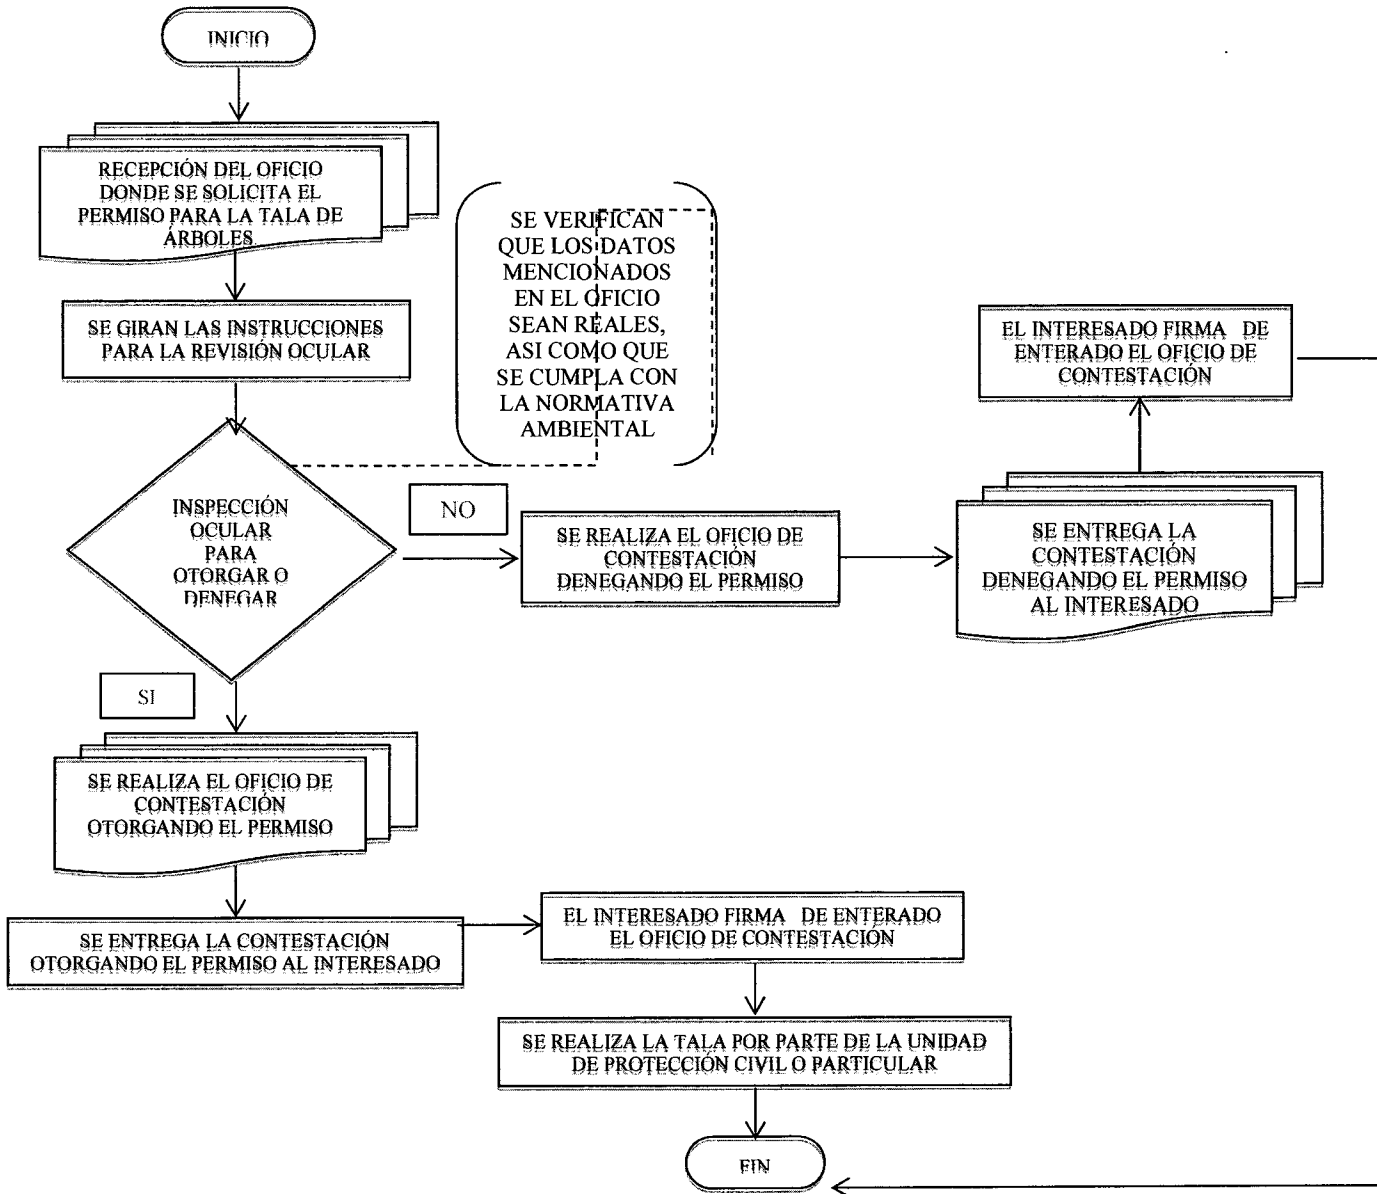 INICIO
RECEPCIÓN DEL OFICIO
DONDE SE SOLICITA EL
PERMISO PARA LA TALA DE
ÁRBOLES.
SE GIRAN LAS INSTRUCCIONES
PARA LA REVISIÓN OCULAR
SE VERIFICAN
QUE LOS DATOS
MENCIONADOS
EN EL OFICIO
SEAN REALES,
ASI COMO QUE
SE CUMPLA CON
LA NORMATIVA
AMBIENTAL
INSPECCIÓN
OCULAR
PARA
OTORGAR O
DENEGAR
NO
SE REALIZA EL OFICIO DE
CONTESTACIÓN
DENEGANDO EL PERMISO
SE ENTREGA LA
CONTESTACIÓN
DENEGANDO EL PERMISO
AL INTERESADO
EL INTERESADO FIRMA DE
ENTERADO EL OFICIO DE
CONTESTACIÓN
SI
SE REALIZA EL OFICIO DE
CONTESTACIÓN
OTORGANDO EL PERMISO
SE ENTREGA LA CONTESTACIÓN
OTORGANDO EL PERMISO AL INTERESADO
EL INTERESADO FIRMA DE ENTERADO
EL OFICIO DE CONTESTACIÓN
SE REALIZA LA TALA POR PARTE DE LA UNIDAD
DE PROTECCIÓN CIVIL O PARTICULAR
FIN